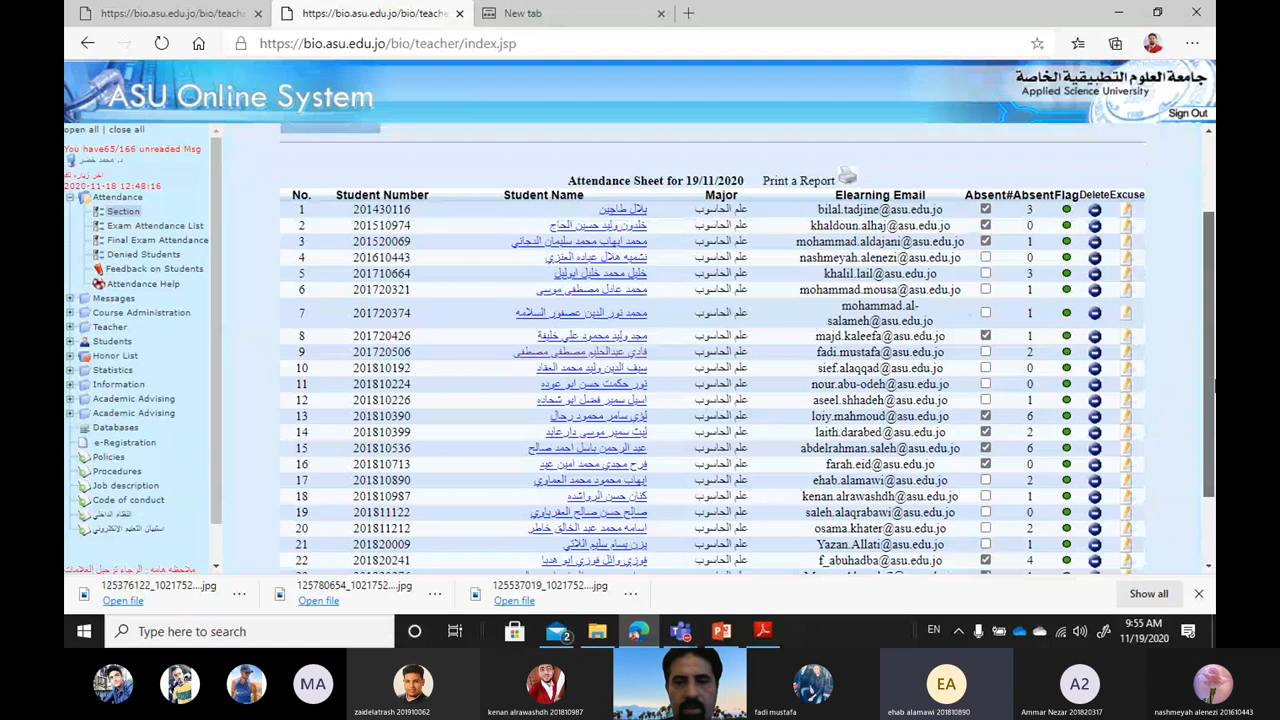 https://bio.asu.edu.jo/bio/teache
https://bio.asu.edu.jo/bio/teache
New tab
https://bio.asu.edu.jo/bio/teacher/index.jsp
ASU Online System
جامعة العلوم التطبيقية الخاصة
Applied Science University
Sign Out
open all | close all
You have65/166 unreaded Msg
د. محمد خضر
اخر زياره لك
2020-11-18 12:48:16
Attendance
Section
Exam Attendance List
Final Exam Attendance
Denied Students
Feedback on Students
Attendance Help
Messages
Course Administration
Teacher
Students
Honor List
Statistics
Information
Academic Advising
Academic Advising
Databases
e-Registration
Policies
Procedures
Job description
Code of conduct
النظام الداخلي
استبيان التعليم الإلكتروني
ملاحظه هامه : الرجاء ترحيل العلامات
Attendance Sheet for 19/11/2020 Print a Report
No. Student Number Student Name Major Elearning Email Absent#AbsentFlagDeleteExcuse
1 201430116 بلال طاجين علم الحاسوب bilal.tadjine@asu.edu.jo 3
2 201510974 خلدون وليد حسين الحاج علم الحاسوب khaldoun.alhaj@asu.edu.jo 0
3 201520069 محمد ايهاب محمد سليمان الدجاني علم الحاسوب mohammad.aldajani@asu.edu.jo 1
4 201610443 نشميه هلال عباده العنزي علم الحاسوب nashmeyah.alenezi@asu.edu.jo 0
5 201710664 خليل محمد خليل ابوليل علم الحاسوب khalil.lail@asu.edu.jo 3
6 201720321 محمد عادل مصطفى موسى علم الحاسوب mohammad.mousa@asu.edu.jo 1
7 201720374 محمد نور الدين عصفور السلامه علم الحاسوب mohammad.al-salameh@asu.edu.jo 1
8 201720426 مجد وليد محمود علي خليفة علم الحاسوب majd.kaleefa@asu.edu.jo 1
9 201720506 فادي عبدالحليم مصطفى مصطفى علم الحاسوب fadi.mustafa@asu.edu.jo 2
10 201810192 سيف الدين وليد محمد العقاد علم الحاسوب sief.alaqqad@asu.edu.jo 0
11 201810224 نور حكمت حسن ابو عوده علم الحاسوب nour.abu-odeh@asu.edu.jo 0
12 201810226 اسيل سمير فضل ابو شحاده علم الحاسوب aseel.shhadeh@asu.edu.jo 1
13 201810390 لؤي سامر محمود رحال علم الحاسوب loiy.mahmoud@asu.edu.jo 6
14 201810399 ليث سمير موسى دارعابد علم الحاسوب laith.darabed@asu.edu.jo 2
15 201810536 عبد الرحمن باسل احمد صالح علم الحاسوب abdelrahman.saleh@asu.edu.jo 6
16 201810713 فرح مجدي محمد امين عيد علم الحاسوب farah.eid@asu.edu.jo 0
17 201810890 ايهاب محمود محمد العماوي علم الحاسوب ehab.alamawi@asu.edu.jo 2
18 201810987 كنان حسن الرواشده علم الحاسوب kenan.alrawashdh@asu.edu.jo 1
19 201811122 صالح حسن صالح العقرباوي علم الحاسوب saleh.alaqrabawi@asu.edu.jo 0
20 201811212 اسامه محمد عبد الخالق خاطر علم الحاسوب osama.khater@asu.edu.jo 2
21 201820009 يزن بسام سليم اللاتي علم الحاسوب Yazan.Allati@asu.edu.jo 1
22 201820241 فوزي وائل فوزي ابو هدبا علم الحاسوب f_abuhadba@asu.edu.jo 4
125376122_1021752....jpg
Open file
125780654_1021752....jpg
Open file
125537019_1021752....jpg
Open file
Show all
Type here to search
2
EN
9:55 AM
11/19/2020
MA
EA
A2
zaidelatrash 201910062
kenan alrawashdh 201810987
fadi mustafa
ehab alamawi 201810890
Ammar Nezar 201820317
nashmeyah alenezi 201610443